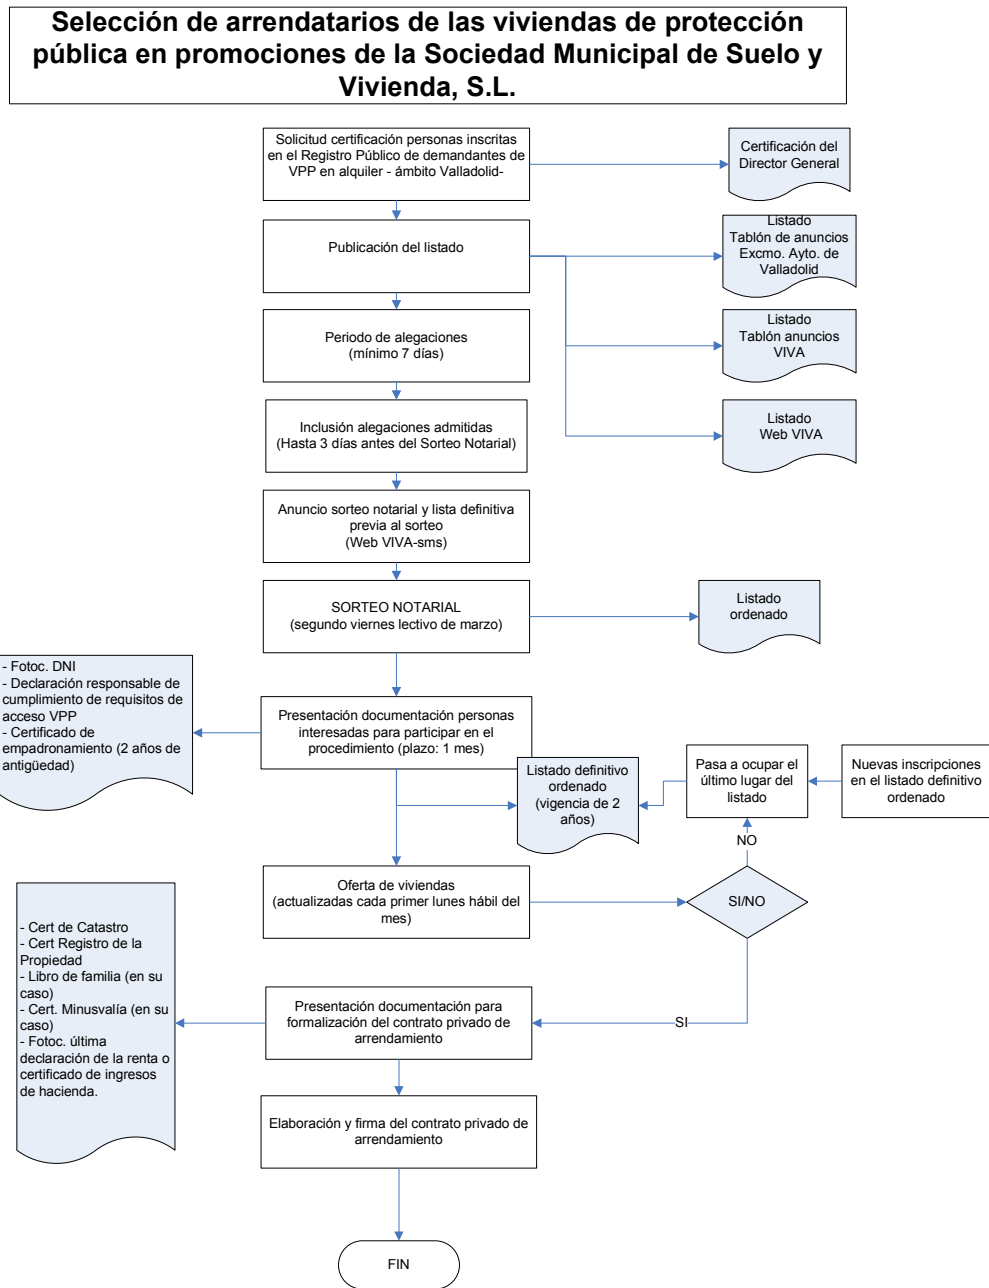 Selección de arrendatarios de las viviendas de protección
pública en promociones de la Sociedad Municipal de Suelo y
Vivienda, S.L.
Solicitud certificación personas inscritas
en el Registro Público de demandantes de
VPP en alquiler - ámbito Valladolid-
Certificación del
Director General
Publicación del listado
Listado
Tablón de anuncios
Excmo. Ayto. de
Valladolid
Periodo de alegaciones
(mínimo 7 días)
Listado
Tablón anuncios
VIVA
Inclusión alegaciones admitidas
(Hasta 3 días antes del Sorteo Notarial)
Listado
Web VIVA
Anuncio sorteo notarial y lista definitiva
previa al sorteo
(Web VIVA-sms)
SORTEO NOTARIAL
(segundo viernes lectivo de marzo)
Listado
ordenado
- Fotoc. DNI
- Declaración responsable de
cumplimiento de requisitos de
acceso VPP
- Certificado de
empadronamiento (2 años de
antigüedad)
Presentación documentación personas
interesadas para participar en el
procedimiento (plazo: 1 mes)
Listado definitivo
ordenado
(vigencia de 2
años)
Pasa a ocupar el
último lugar del
listado
Nuevas inscripciones
en el listado definitivo
ordenado
NO
Oferta de viviendas
(actualizadas cada primer lunes hábil del
mes)
SI/NO
- Cert de Catastro
- Cert Registro de la
Propiedad
- Libro de familia (en su
caso)
- Cert. Minusvalía (en su
caso)
- Fotoc. última
declaración de la renta o
certificado de ingresos
de hacienda.
Presentación documentación para
formalización del contrato privado de
arrendamiento
SI
Elaboración y firma del contrato privado de
arrendamiento
FIN